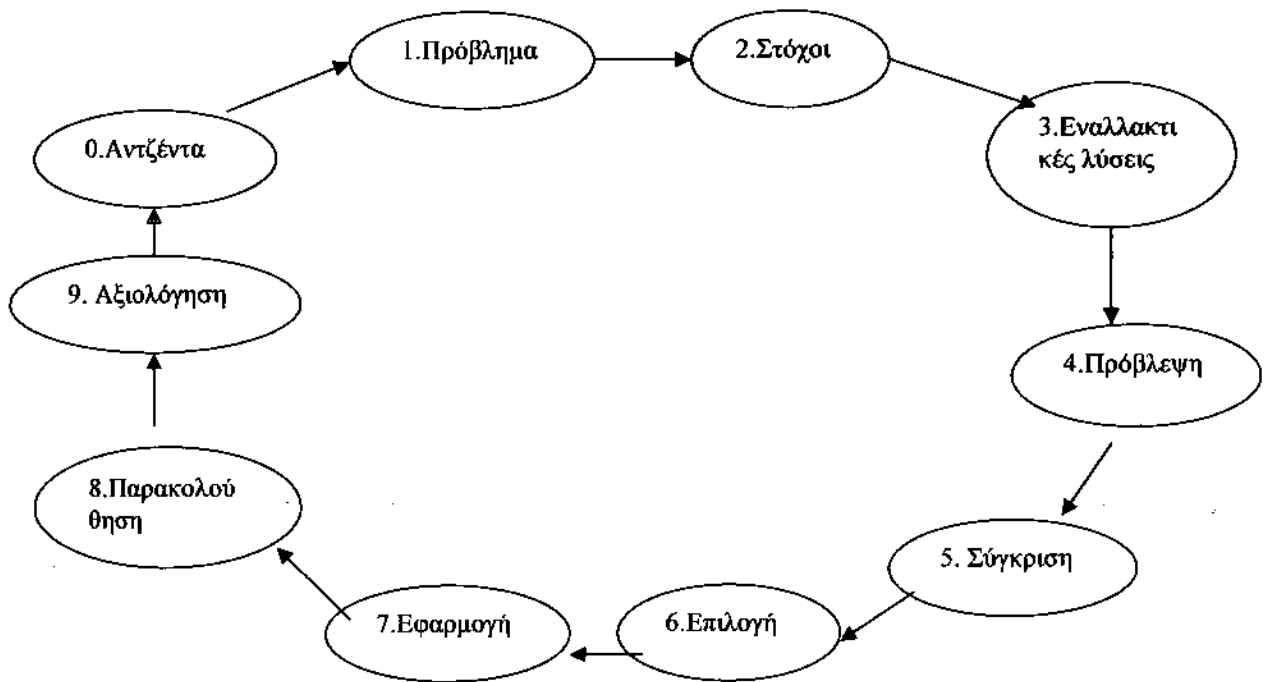 1.Πρόβλημα
2.Στόχοι
3.Εναλλακτι
κές λύσεις
4.Πρόβλεψη
5. Σύγκριση
6.Επιλογή
7.Εφαρμογή
8.Παρακολού
θηση
9. Αξιολόγηση
0.Αντζέντα